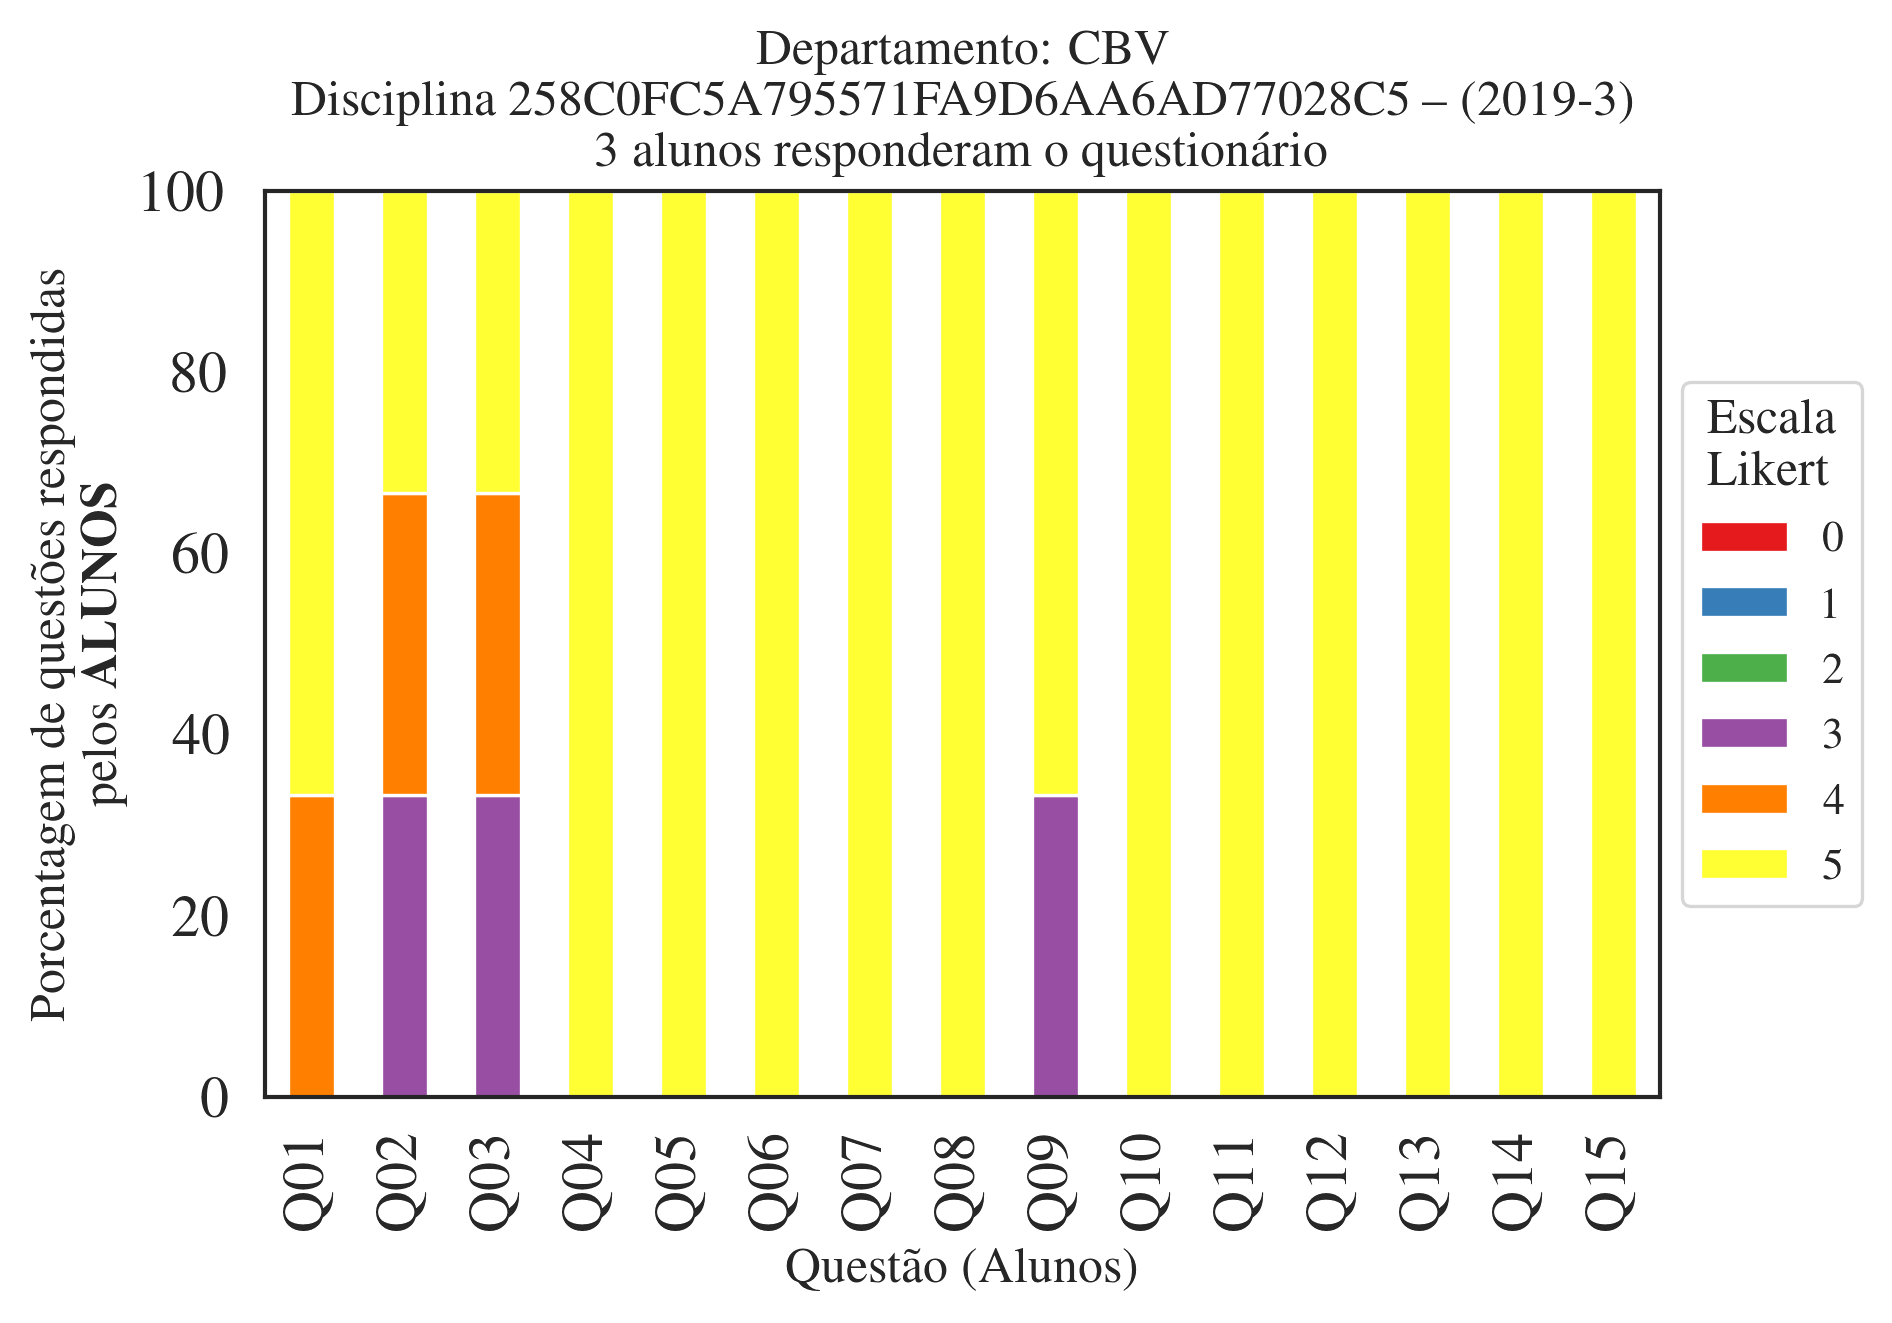 Departamento: CBV
Disciplina 258C0FC5A795571FA9D6AA6AD77028C5 – (2019-3)
3 alunos responderam o questionário
Porcentagem de questões respondidas
pelos ALUNOS
100
80
60
40
20
0
Q01
Q02
Q03
Q04
Q05
Q06
Q07
Q08
Q09
Q10
Q11
Q12
Q13
Q14
Q15
Questão (Alunos)
Escala
Likert
0
1
2
3
4
5